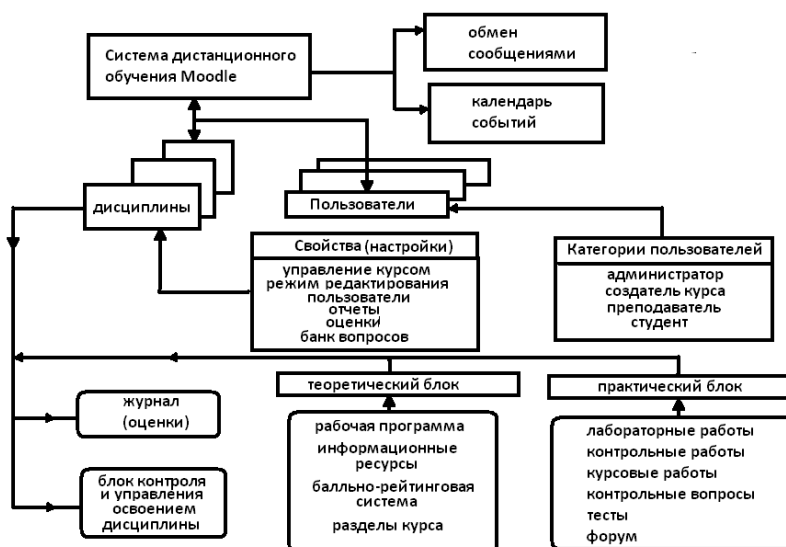 Система дистанционного
обучения Moodle
обмен
сообщениями
календарь
событий
дисциплины
Пользователи
Свойства (настройки)
управление курсом
режим редактирования
пользователи
отчеты
оценки
банк вопросов
Категории пользователей
администратор
создатель курса
преподаватель
студент
теоретический блок
практический блок
журнал
(оценки)
блок контроля
и управления
освоением
дисциплины
рабочая программа
информационные
ресурсы
балльно-рейтинговая
система
разделы курса
лабораторные работы
контрольные работы
курсовые работы
контрольные вопросы
тесты
форум